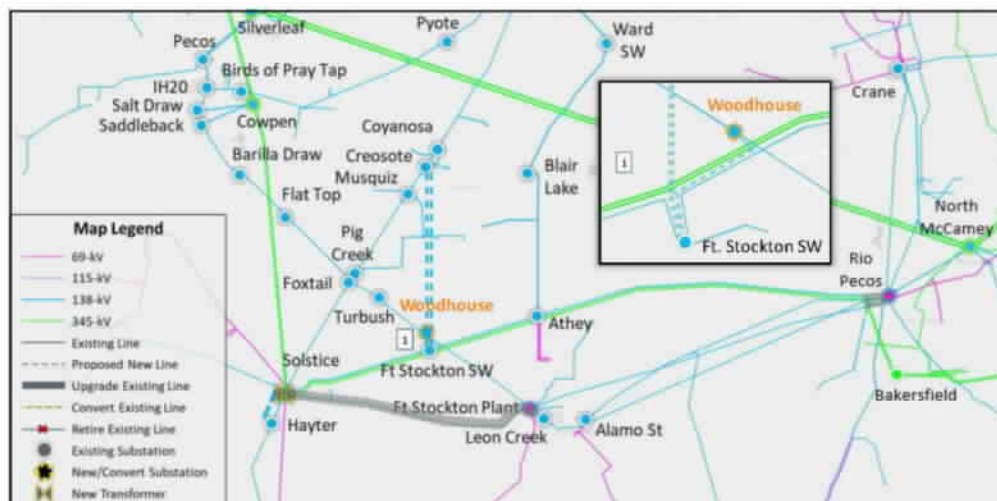 Silverleaf
Pyote
Ward
SW
Pecos
Birds of Pray Tap
IH20
Salt Draw
Saddleback
Cowpen
Crane
Woodhouse
Coyanosa
Barilla Draw
Creosote
Musquiz
Blair
Lake
1
Flat Top
North
McCamey
Ft. Stockton SW
Map Legend
69-kV
115-kV
138-kV
345-kV
Existing Line
Proposed New Line
Upgrade Existing Line
Convert Existing Line
Retire Existing Line
Existing Substation
New/Convert Substation
New Transformer
Pig
Creek
Rio
Pecos
Foxtail
Turbush
Woodhouse
1
Athey
Solstice
Ft Stockton SW
Bakersfield
Hayter
Ft Stockton Plant
Leon Creek
Alamo St